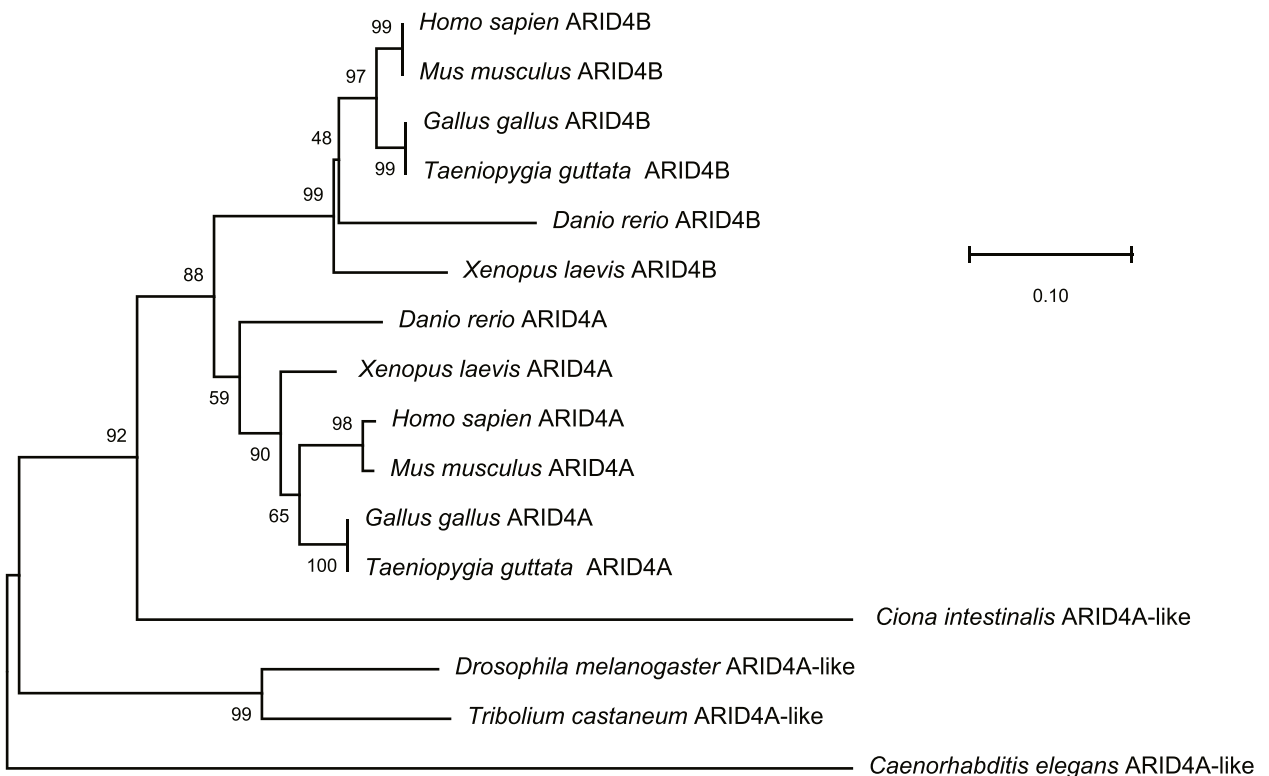 99
Homo sapien ARID4B
Mus musculus ARID4B
97
Gallus gallus ARID4B
48
99
Taeniopygia guttata ARID4B
99
Danio rerio ARID4B
Xenopus laevis ARID4B
88
0.10
Danio rerio ARID4A
Xenopus laevis ARID4A
59
98
Homo sapien ARID4A
92
90
Mus musculus ARID4A
65
Gallus gallus ARID4A
100
Taeniopygia guttata ARID4A
Ciona intestinalis ARID4A-like
Drosophila melanogaster ARID4A-like
99
Tribolium castaneum ARID4A-like
Caenorhabditis elegans ARID4A-like